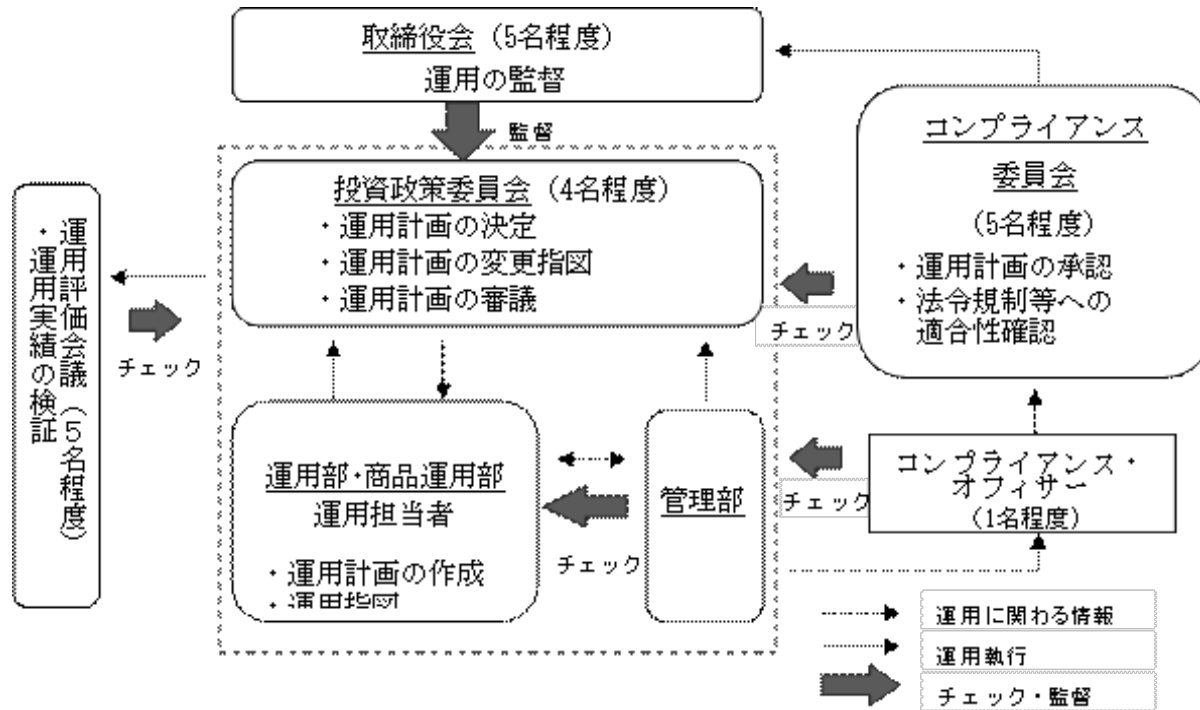 取締役会（5名程度）
運用の監督
監督
コンプライアンス
委員会
（5名程度）
・運用計画の承認
・法令規制等への
適合性確認
投資政策委員会（4名程度）
・運用計画の決定
・運用計画の変更指図
・運用計画の審議
チェック
運用評価会議（５名程度）
・運用実績の検証
チェック
運用部・商品運用部
運用担当者
・運用計画の作成
・運用指図
チェック
管理部
チェック
コンプライアンス・
オフィサー
（1名程度）
運用に関わる情報
運用執行
チェック・監督